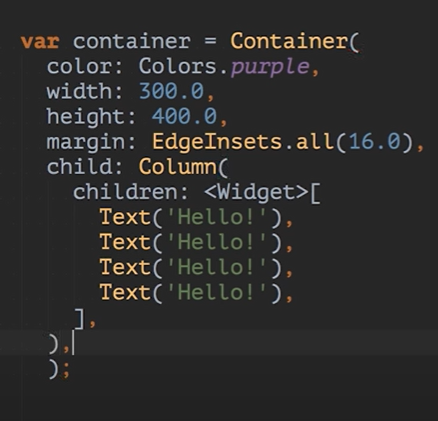 var container = Container(
  color: Colors.purple,
  width: 300.0,
  height: 400.0,
  margin: EdgeInsets.all(16.0),
  child: Column(
    children: <Widget>[
      Text('Hello!'),
      Text('Hello!'),
      Text('Hello!'),
      Text('Hello!'),
    ],
  ),
  );